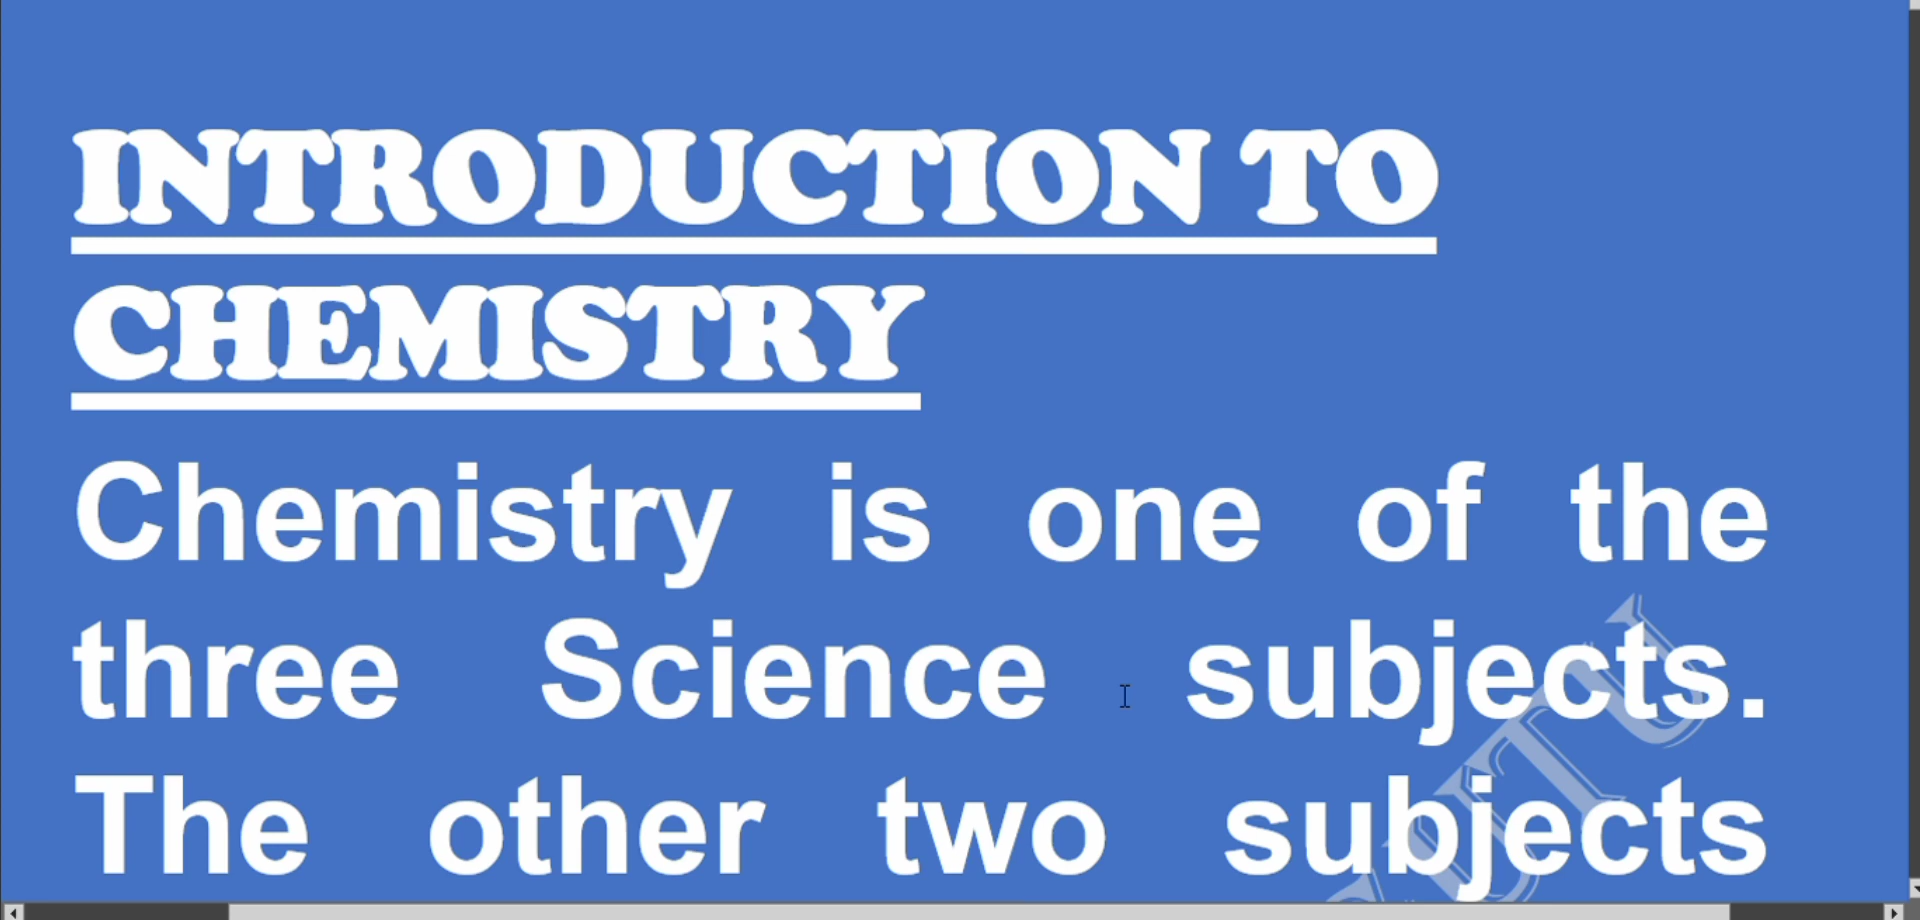 INTRODUCTION TO
CHEMISTRY
Chemistry is one of the
three Science subjects.
The other two subjects